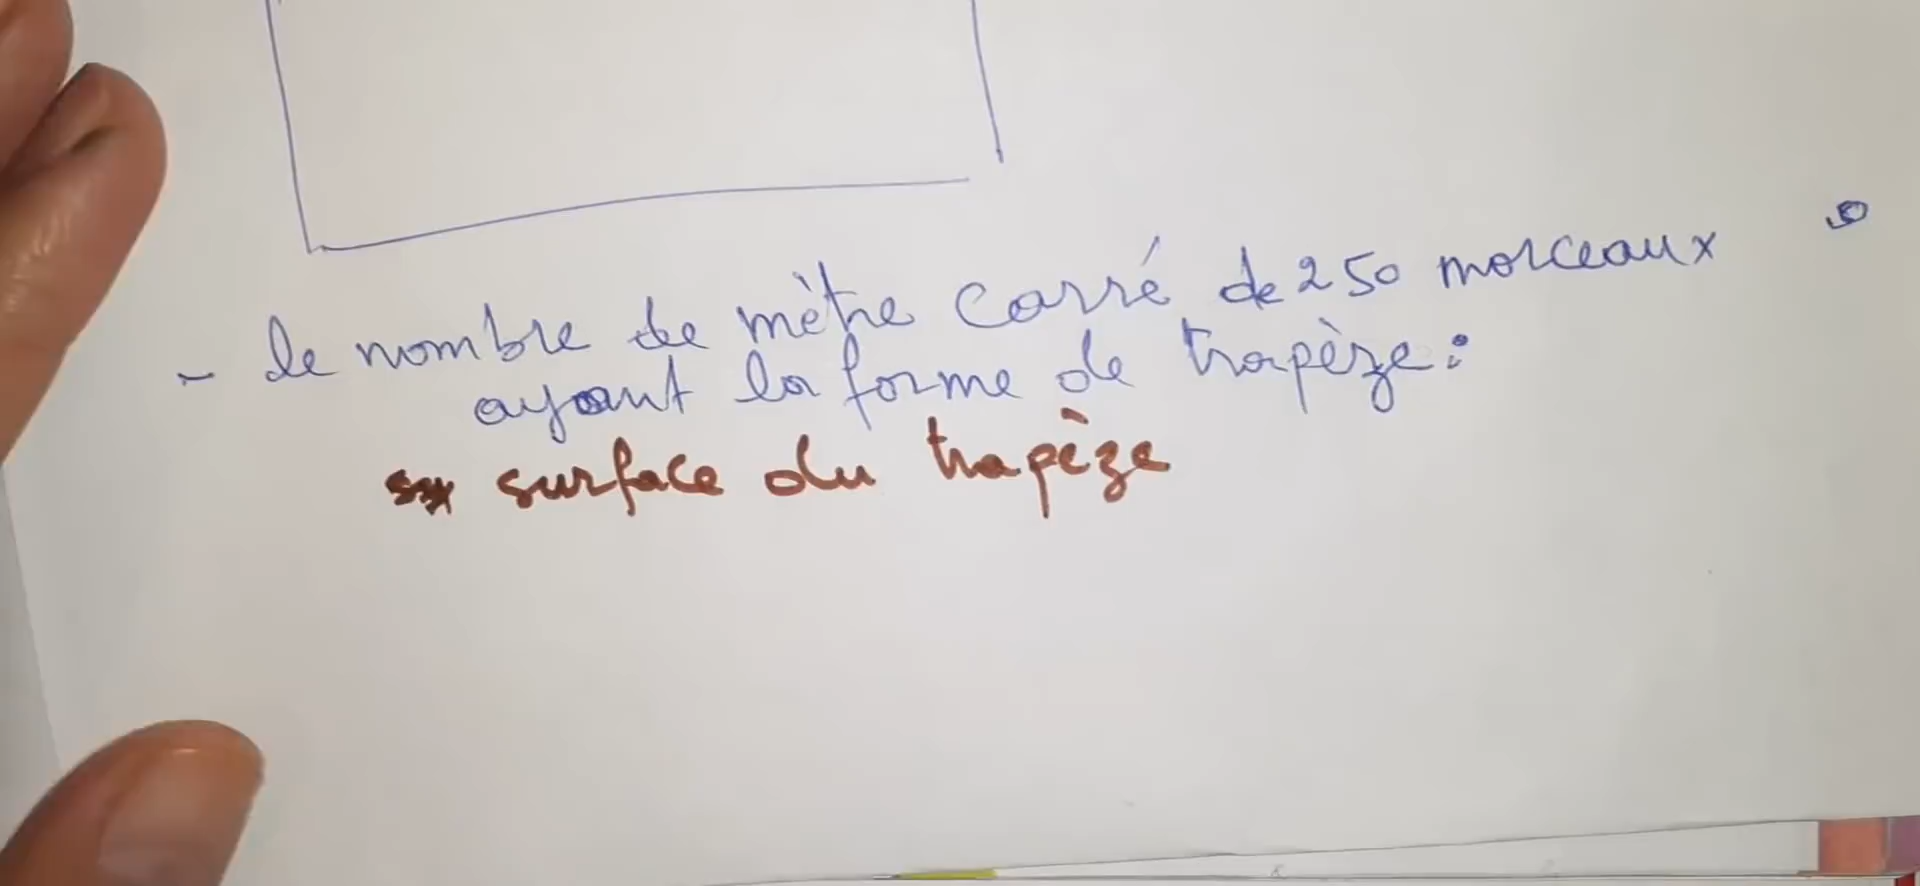 - le nombre de mètre carré de 250 morceaux
ayant la forme de trapèze:
surface du trapèze